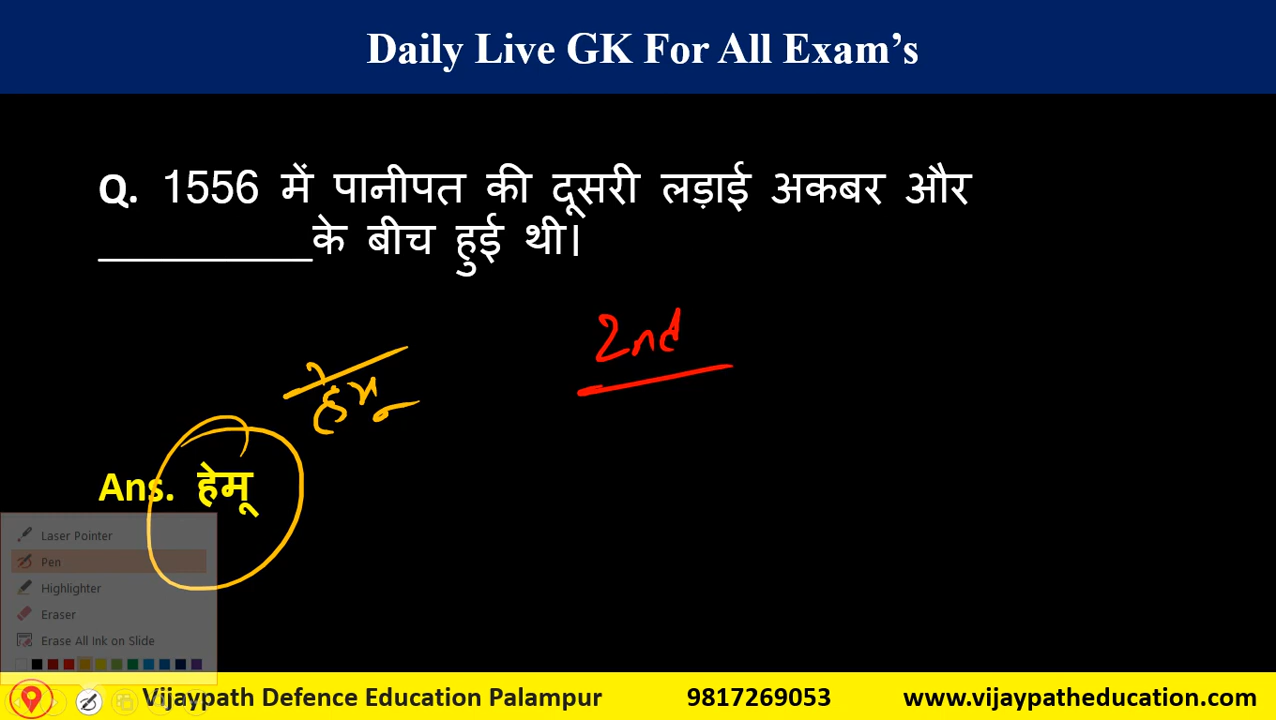 Daily Live GK For All Exam’s
Q. 1556 में पानीपत की दूसरी लड़ाई अकबर और
_________के बीच हुई थी।
2nd
हेमू
Ans. हेमू
Laser Pointer
Pen
Highlighter
Eraser
Erase All Ink on Slide
Vijaypath Defence Education Palampur 9817269053 www.vijaypatheducation.com